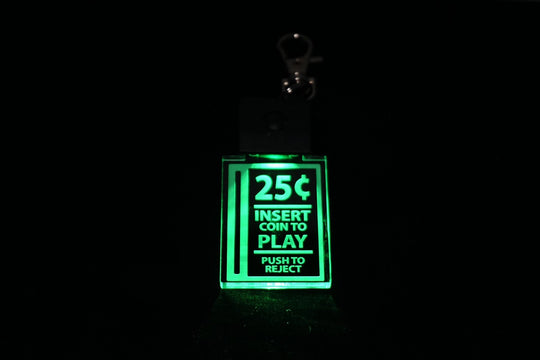 25¢
INSERT
COIN TO
PLAY
PUSH TO
REJECT